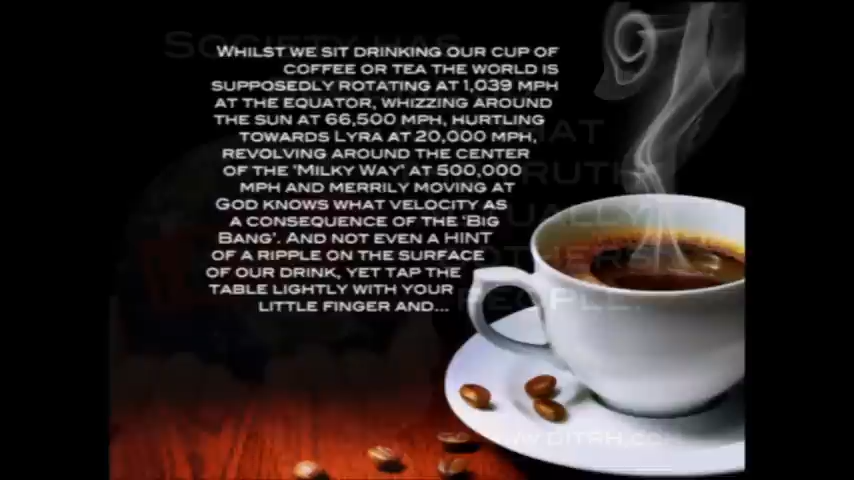 SOCIETY HAS
WHILST WE SIT DRINKING OUR CUP OF
COFFEE OR TEA THE WORLD IS
SUPPOSEDLY ROTATING AT 1,039 MPH
AT THE EQUATOR, WHIZZING AROUND
THE SUN AT 66,500 MPH, HURTLING
TOWARDS LYRA AT 20,000 MPH,
REVOLVING AROUND THE CENTER
OF THE 'MILKY WAY' AT 500,000
MPH AND MERRILY MOVING AT
GOD KNOWS WHAT VELOCITY AS
A CONSEQUENCE OF THE 'BIG
BANG'. AND NOT EVEN A HINT
OF A RIPPLE ON THE SURFACE
OF OUR DRINK, YET TAP THE
TABLE LIGHTLY WITH YOUR
LITTLE FINGER AND...
PEOPLE.